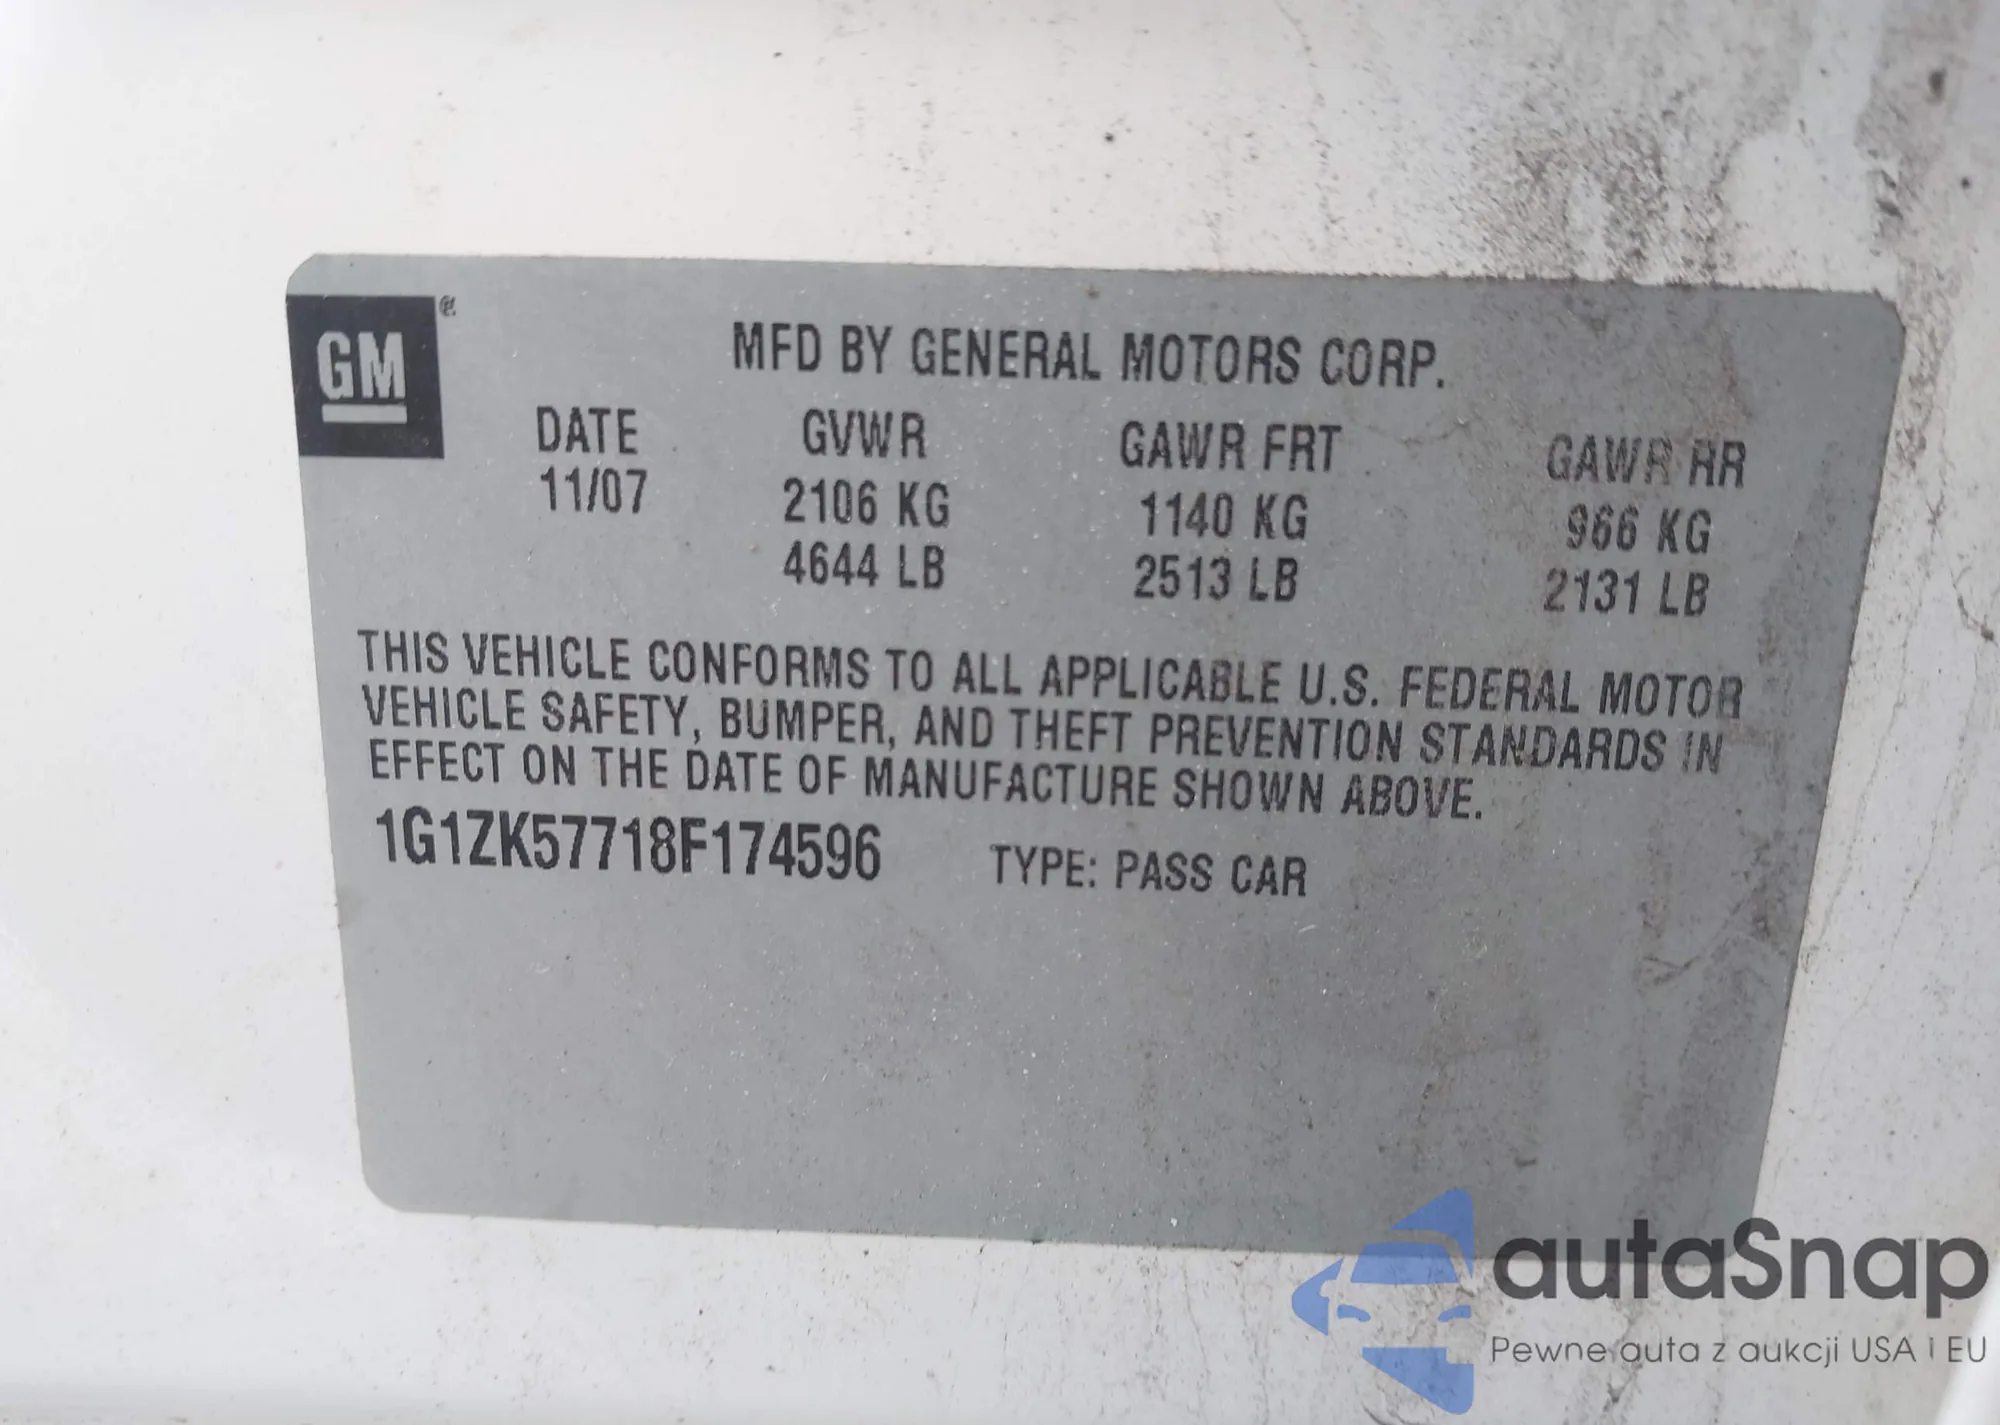 GM
MFD BY GENERAL MOTORS CORP.
DATE GVWR GAWR FRT GAWR RR
11/07 2106 KG 1140 KG 966 KG
4644 LB 2513 LB 2131 LB
THIS VEHICLE CONFORMS TO ALL APPLICABLE U.S. FEDERAL MOTOR
VEHICLE SAFETY, BUMPER, AND THEFT PREVENTION STANDARDS IN
EFFECT ON THE DATE OF MANUFACTURE SHOWN ABOVE.
1G1ZK57718F174596 TYPE: PASS CAR
autaSnap
Pewne auta z aukcji USA i EU